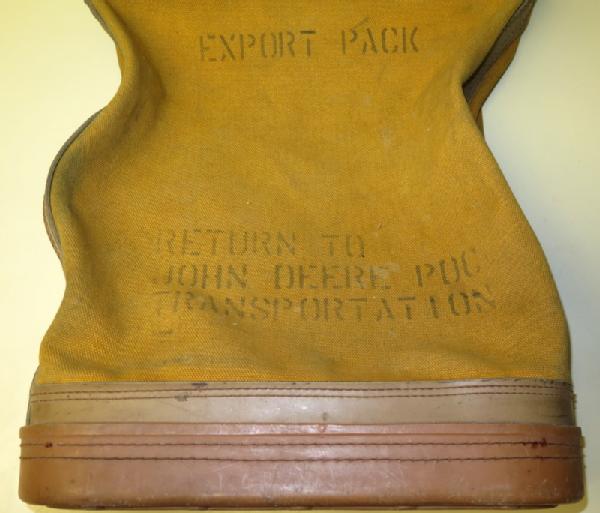 EXPORT PACK
RETURN TO
JOHN DEERE PDC
TRANSPORTATION